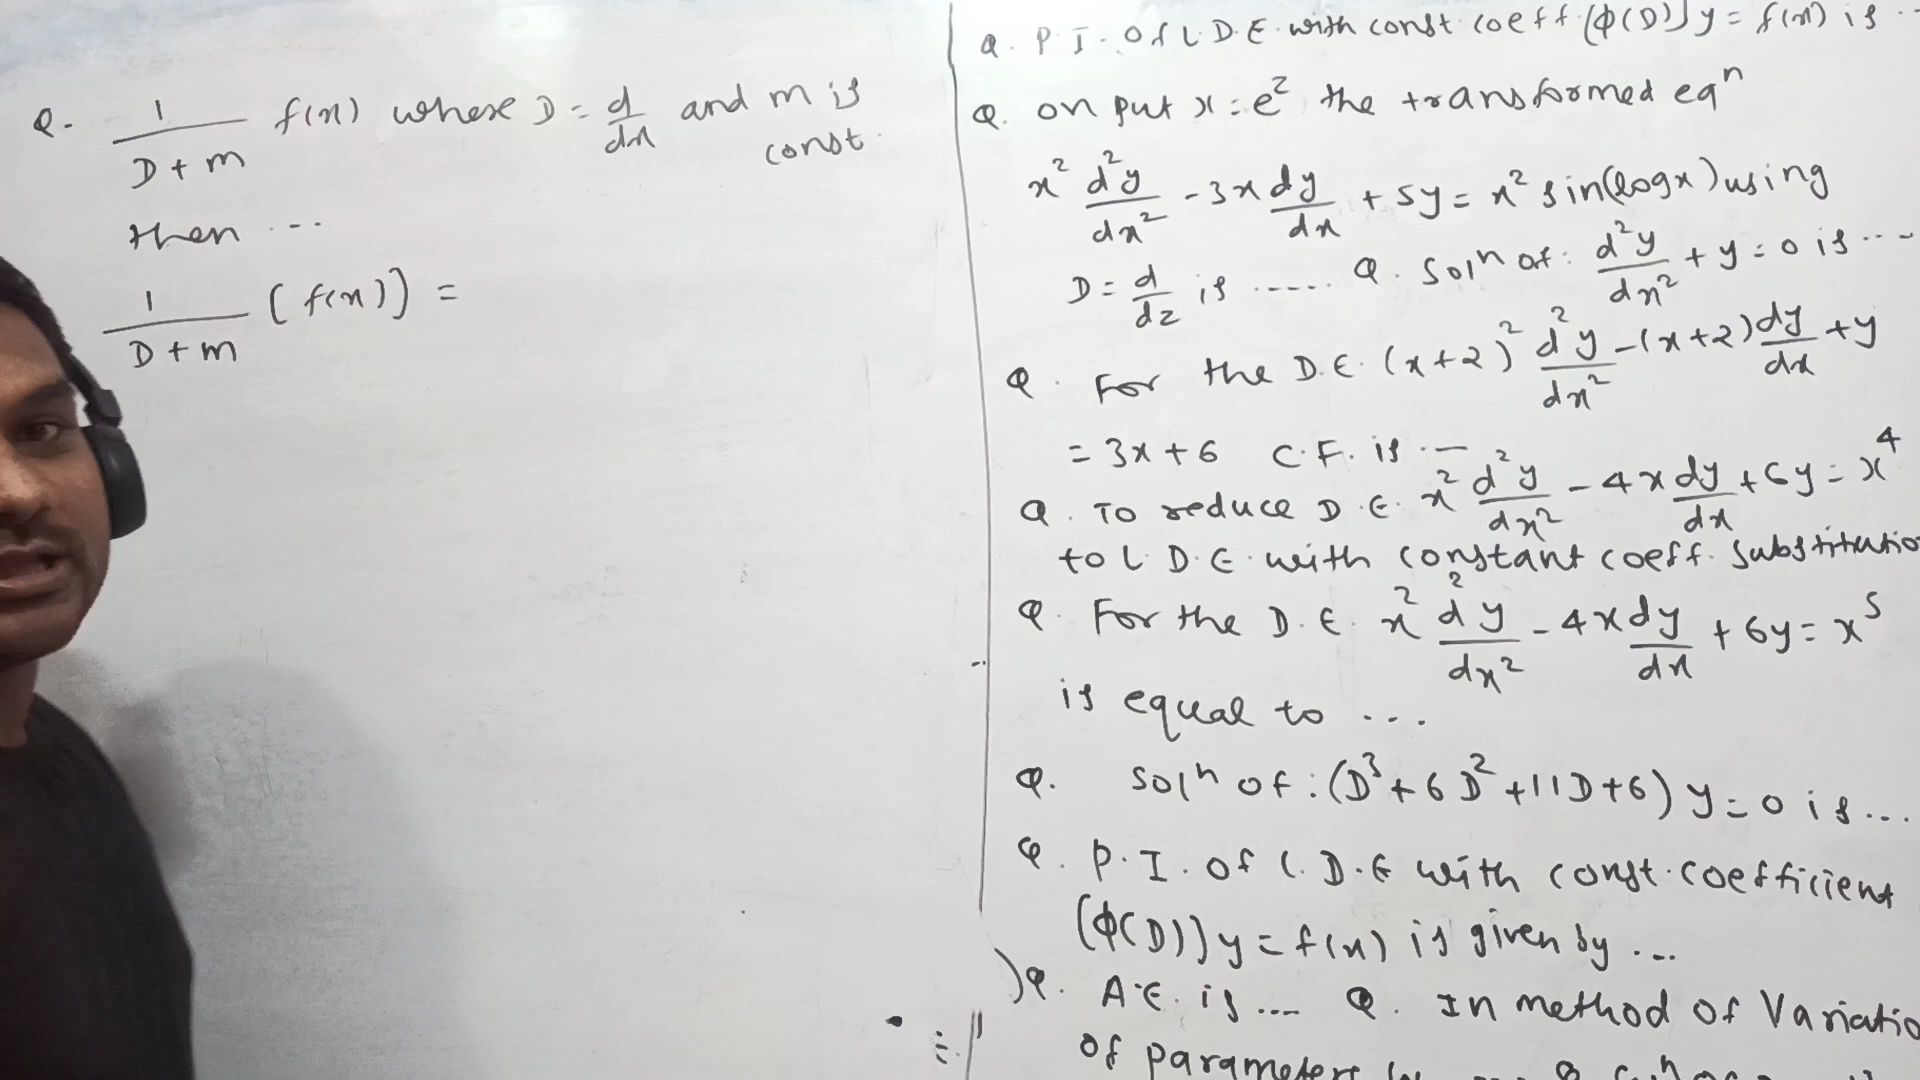 Q. 1/(D+m) f(x) where D = d/dx and m is const.
then ...
1/(D+m) (f(x)) =
Q. P.I. of L.D.E. with const. coeff. (ϕ(D)) y = f(x) is ..
Q. on put x = e² the transformed eqⁿ
x² d²y/dx² - 3x dy/dx + 5y = x² sin(logx) using
D = d/dz is ..... Q. Solⁿ of: d²y/dx² + y = 0 is ...
Q. For the D.E. (x+2)² d²y/dx² - (x+2) dy/dx + y
= 3x + 6 C.F. is ...
Q. To reduce D.E. x² d²y/dx² - 4x dy/dx + 6y = x⁴
to L.D.E. with constant coeff. Substitutio
Q. For the D.E. x² d²y/dx² - 4x dy/dx + 6y = x⁵
is equal to ...
Q. Solⁿ of: (D³ + 6D² + 11D + 6) y = 0 is ...
Q. P.I. of L.D.E with const. coefficient
(ϕ(D)) y = f(x) is given by ...
Q. A.E. is .... Q. In method of Variatio
of parameters